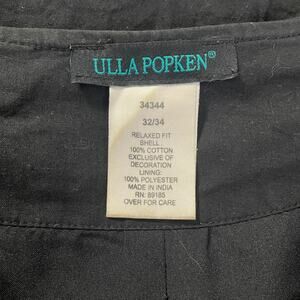 ULLA POPKEN®
34344
32/34
RELAXED FIT
SHELL:
100% COTTON
EXCLUSIVE OF
DECORATION
LINING:
100% POLYESTER
MADE IN INDIA
RN: 89185
OVER FOR CARE